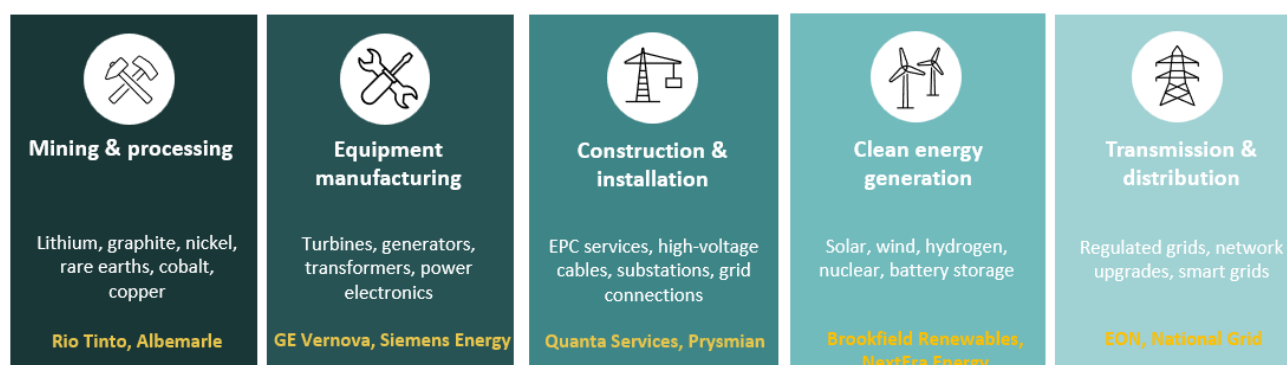 Mining & processing
Lithium, graphite, nickel,
rare earths, cobalt,
copper
Rio Tinto, Albemarle
Equipment
manufacturing
Turbines, generators,
transformers, power
electronics
GE Vernova, Siemens Energy
Construction &
installation
EPC services, high-voltage
cables, substations, grid
connections
Quanta Services, Prysmian
Clean energy
generation
Solar, wind, hydrogen,
nuclear, battery storage
Brookfield Renewables,
NextEra Energy
Transmission &
distribution
Regulated grids, network
upgrades, smart grids
EON, National Grid